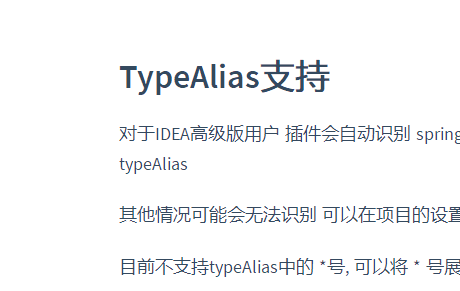 TypeAlias支持
对于IDEA高级版用户 插件会自动识别 spring
typeAlias
其他情况可能会无法识别 可以在项目的设置
目前不支持typeAlias中的 *号, 可以将 * 号展